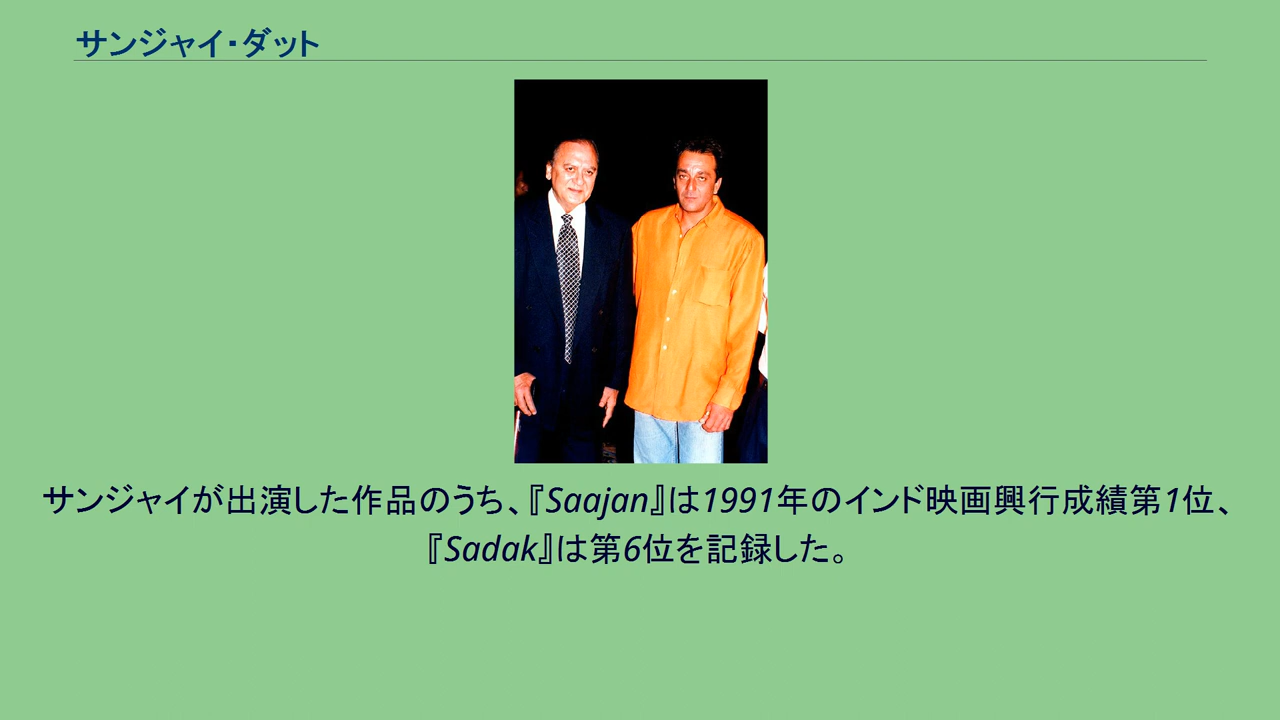 サンジャイ・ダット
サンジャイが出演した作品のうち、『Saajan』は1991年のインド映画興行成績第1位、
『Sadak』は第6位を記録した。